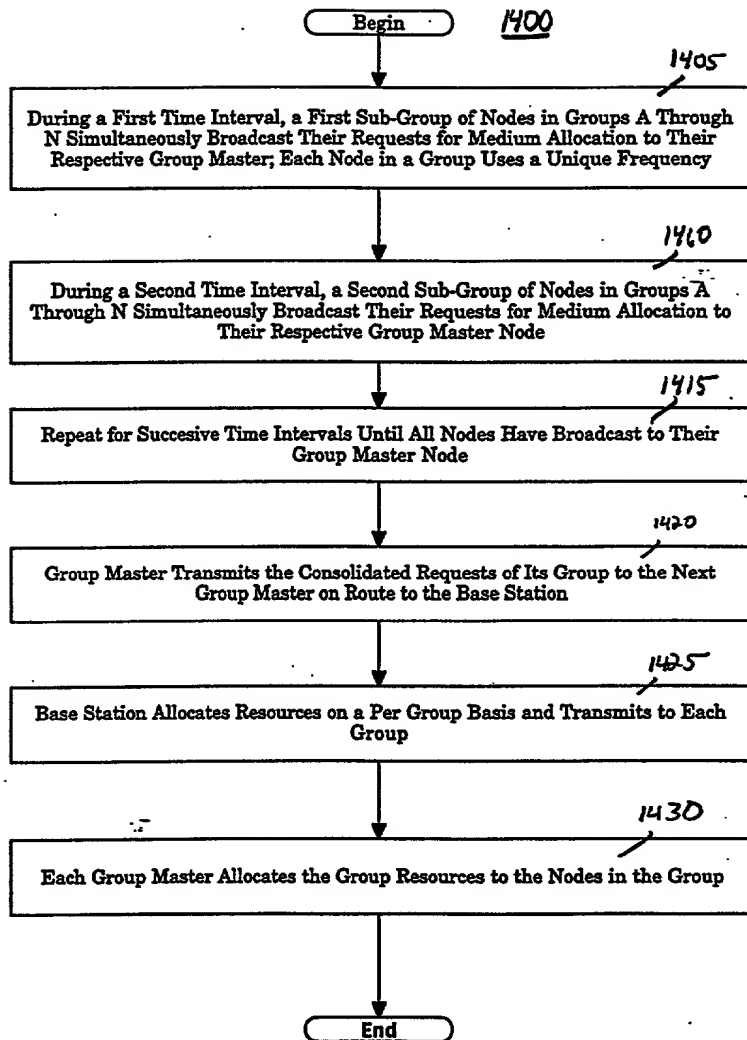 Begin
1400
1405
During a First Time Interval, a First Sub-Group of Nodes in Groups A Through
N Simultaneously Broadcast Their Requests for Medium Allocation to Their
Respective Group Master; Each Node in a Group Uses a Unique Frequency
1410
During a Second Time Interval, a Second Sub-Group of Nodes in Groups A
Through N Simultaneously Broadcast Their Requests for Medium Allocation to
Their Respective Group Master Node
1415
Repeat for Succesive Time Intervals Until All Nodes Have Broadcast to Their
Group Master Node
1420
Group Master Transmits the Consolidated Requests of Its Group to the Next
Group Master on Route to the Base Station
1425
Base Station Allocates Resources on a Per Group Basis and Transmits to Each
Group
1430
Each Group Master Allocates the Group Resources to the Nodes in the Group
End